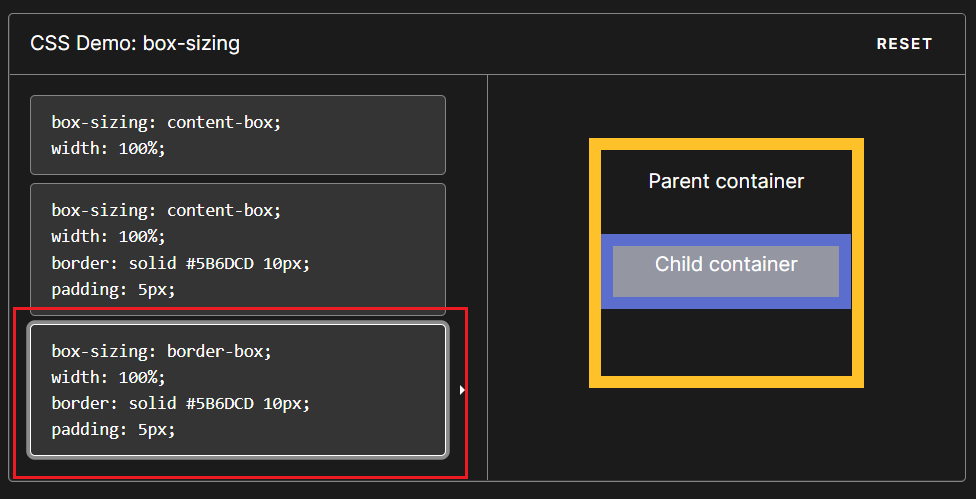 CSS Demo: box-sizing
RESET
box-sizing: content-box;
width: 100%;
box-sizing: content-box;
width: 100%;
border: solid #5B6DCD 10px;
padding: 5px;
box-sizing: border-box;
width: 100%;
border: solid #5B6DCD 10px;
padding: 5px;
Parent container
Child container